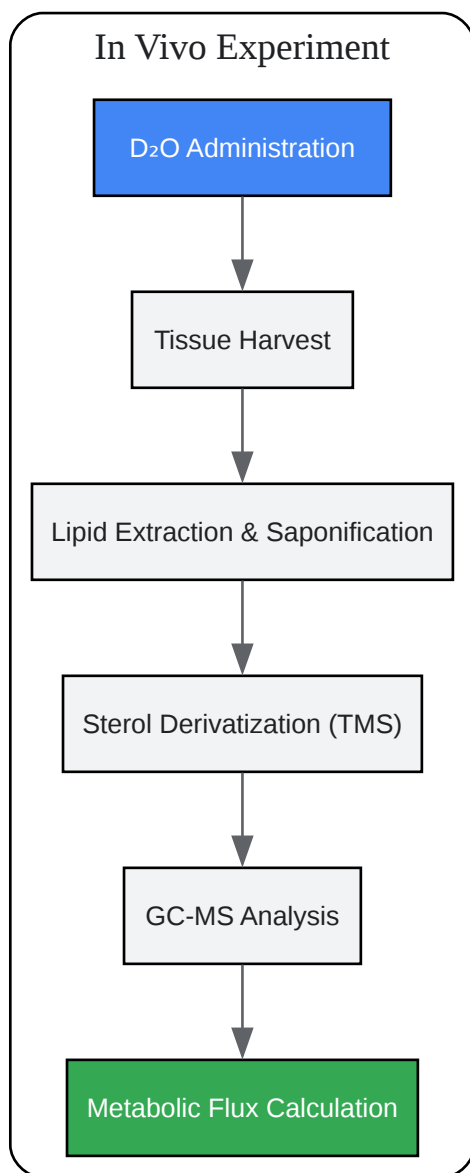 In Vivo Experiment
D₂O Administration
Tissue Harvest
Lipid Extraction & Saponification
Sterol Derivatization (TMS)
GC-MS Analysis
Metabolic Flux Calculation